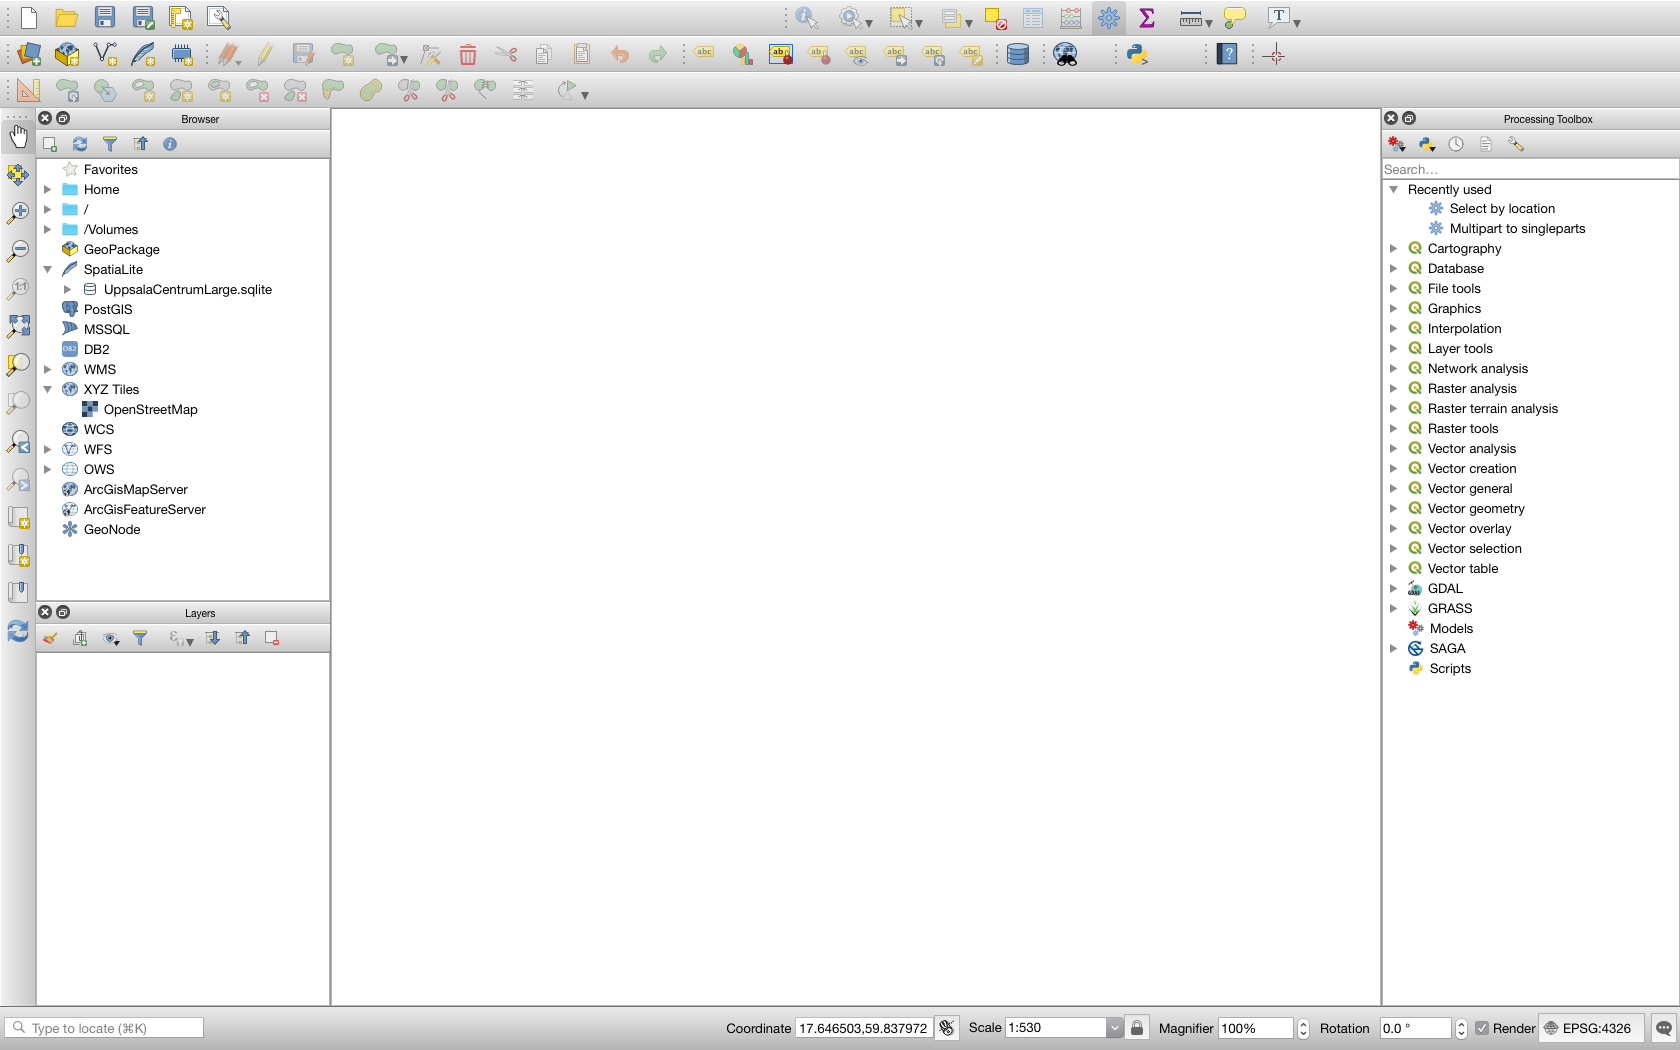 Browser
Favorites
Home
/
/Volumes
GeoPackage
SpatiaLite
UppsalaCentrumLarge.sqlite
PostGIS
MSSQL
DB2
WMS
XYZ Tiles
OpenStreetMap
WCS
WFS
OWS
ArcGisMapServer
ArcGisFeatureServer
GeoNode
Layers
Processing Toolbox
Search...
Recently used
Select by location
Multipart to singleparts
Cartography
Database
File tools
Graphics
Interpolation
Layer tools
Network analysis
Raster analysis
Raster terrain analysis
Raster tools
Vector analysis
Vector creation
Vector general
Vector geometry
Vector overlay
Vector selection
Vector table
GDAL
GRASS
Models
SAGA
Scripts
Type to locate (⌘K)
Coordinate 17.646503,59.837972 Scale 1:530 Magnifier 100% Rotation 0.0 ° Render EPSG:4326